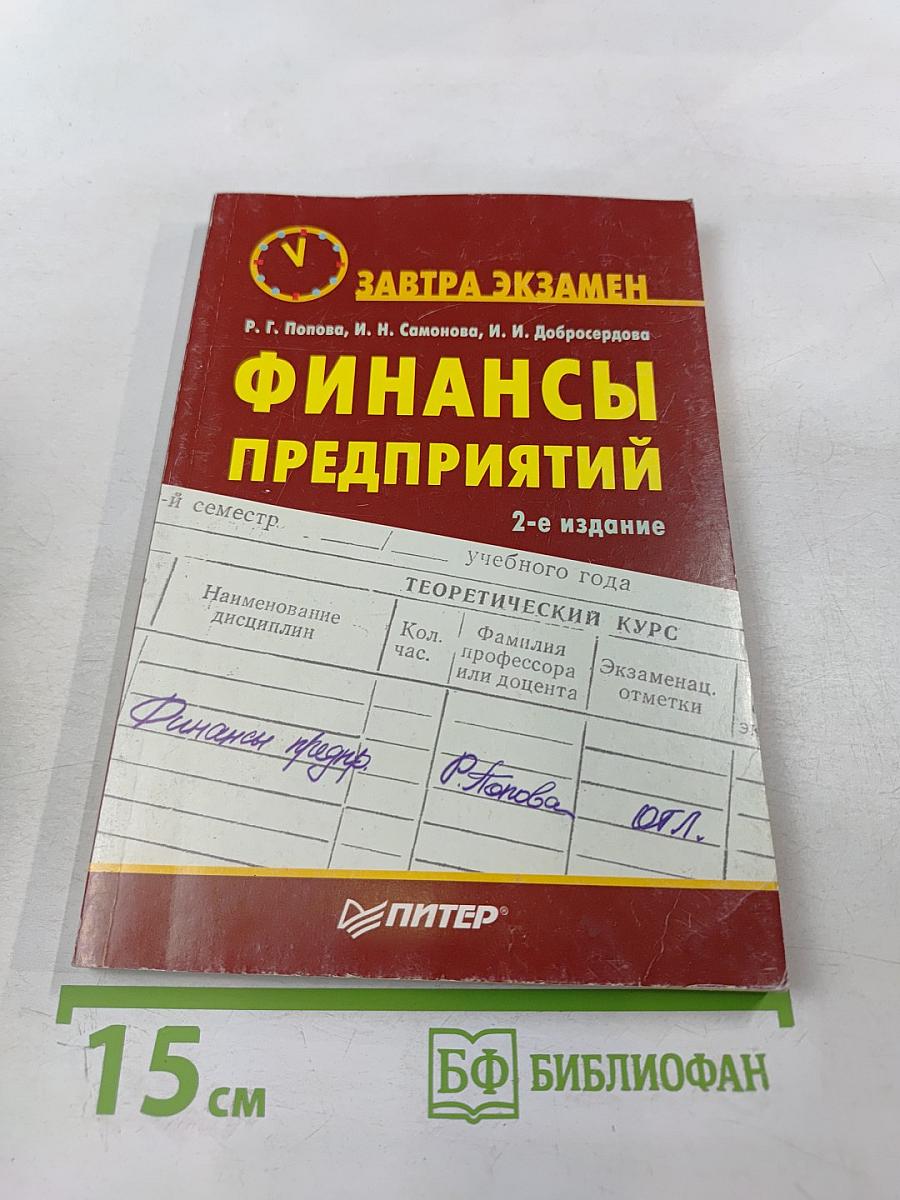 ЗАВТРА ЭКЗАМЕН
Р. Г. Попова, И. Н. Самонова, И. И. Добросердова
ФИНАНСЫ
ПРЕДПРИЯТИЙ
2-е издание
-й семестр
/
учебного года
ТЕОРЕТИЧЕСКИЙ КУРС
Наименование
дисциплин
Кол.
час.
Фамилия
профессора
или доцента
Экзаменац.
отметки
Финансы предпр.
Р.Попова
отл.
ПИТЕР®
15 см
БФ БИБЛИОФАН